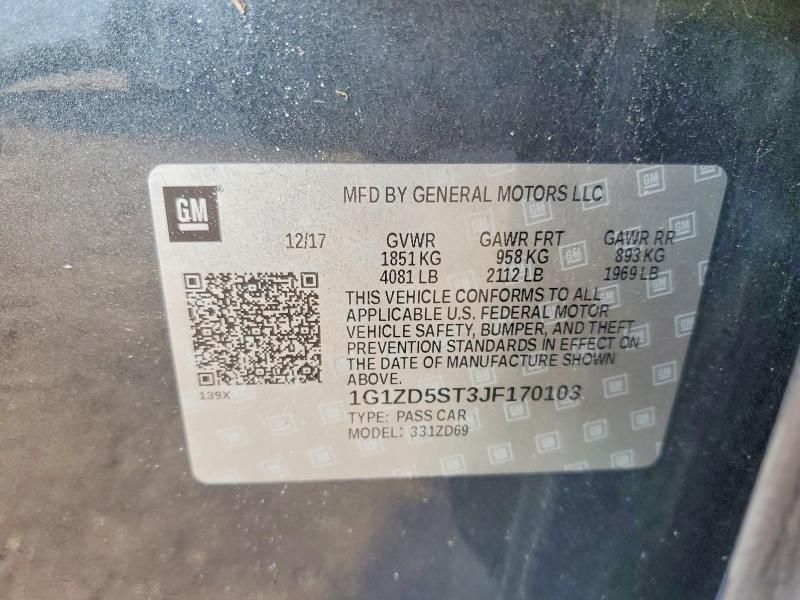 GM
MFD BY GENERAL MOTORS LLC
12/17 GVWR GAWR FRT GAWR RR
1851 KG 958 KG 893 KG
4081 LB 2112 LB 1969 LB
THIS VEHICLE CONFORMS TO ALL
APPLICABLE U.S. FEDERAL MOTOR
VEHICLE SAFETY, BUMPER, AND THEFT
PREVENTION STANDARDS IN EFFECT ON
THE DATE OF MANUFACTURE SHOWN
ABOVE.
139X
1G1ZD5ST3JF170103
TYPE: PASS CAR
MODEL: 331ZD69